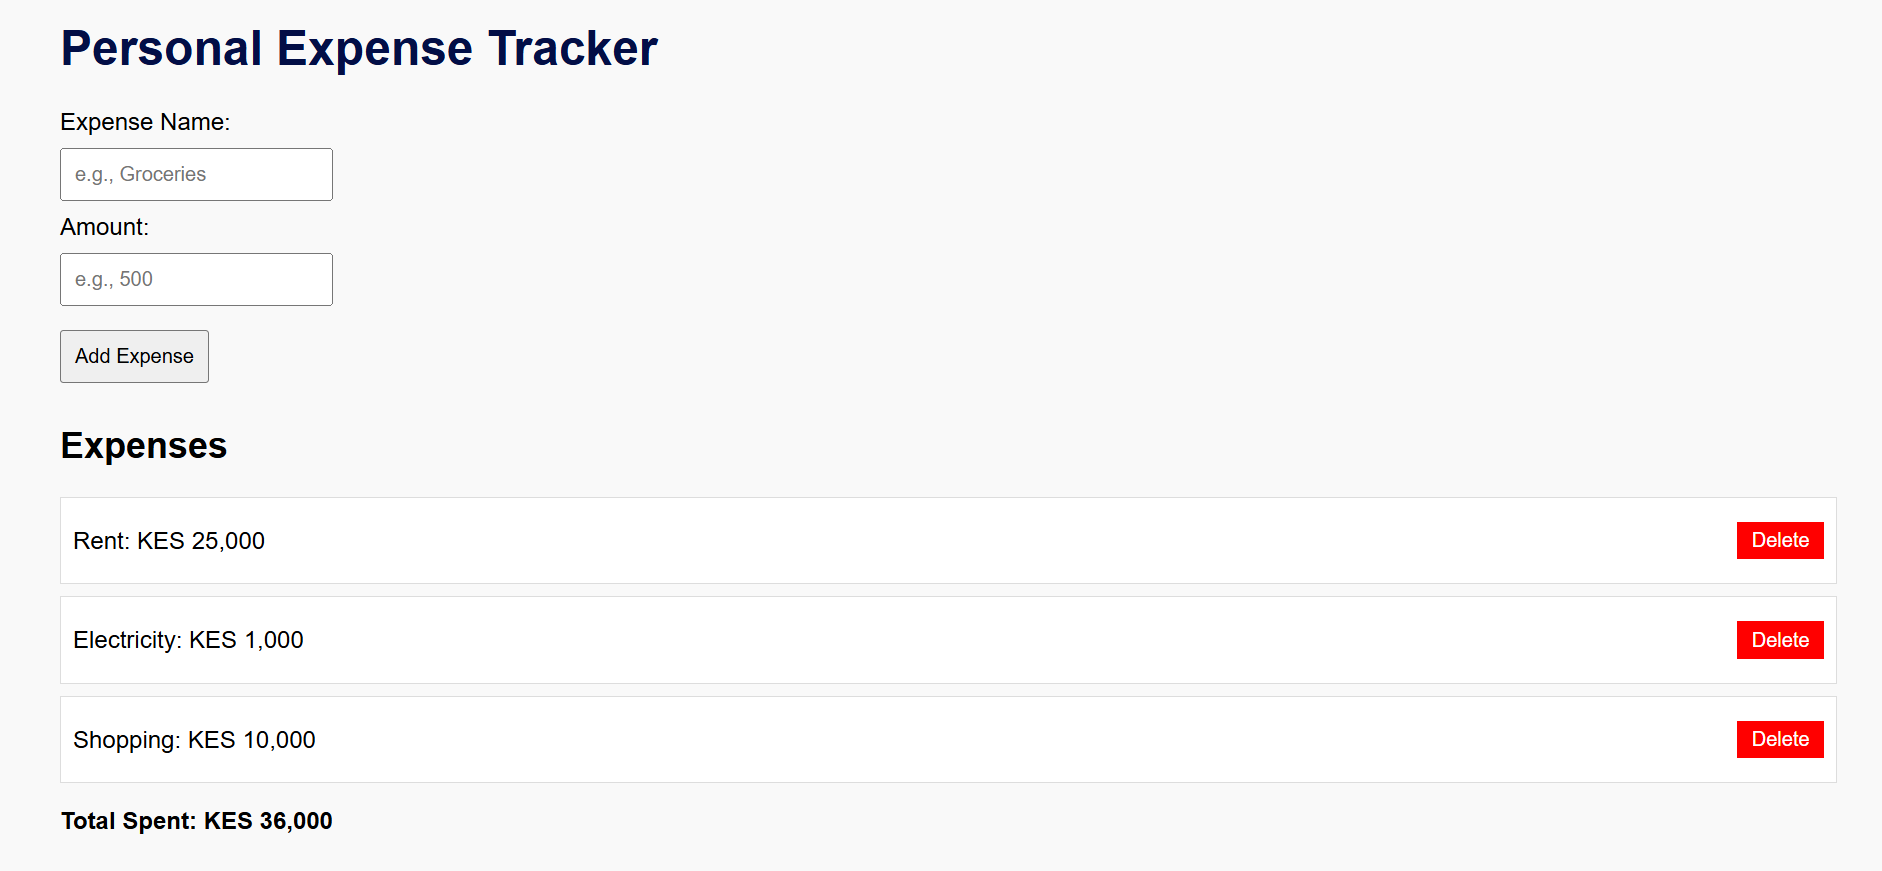 Personal Expense Tracker
Expense Name:
e.g., Groceries
Amount:
e.g., 500
Add Expense
Expenses
Rent: KES 25,000
Delete
Electricity: KES 1,000
Delete
Shopping: KES 10,000
Delete
Total Spent: KES 36,000